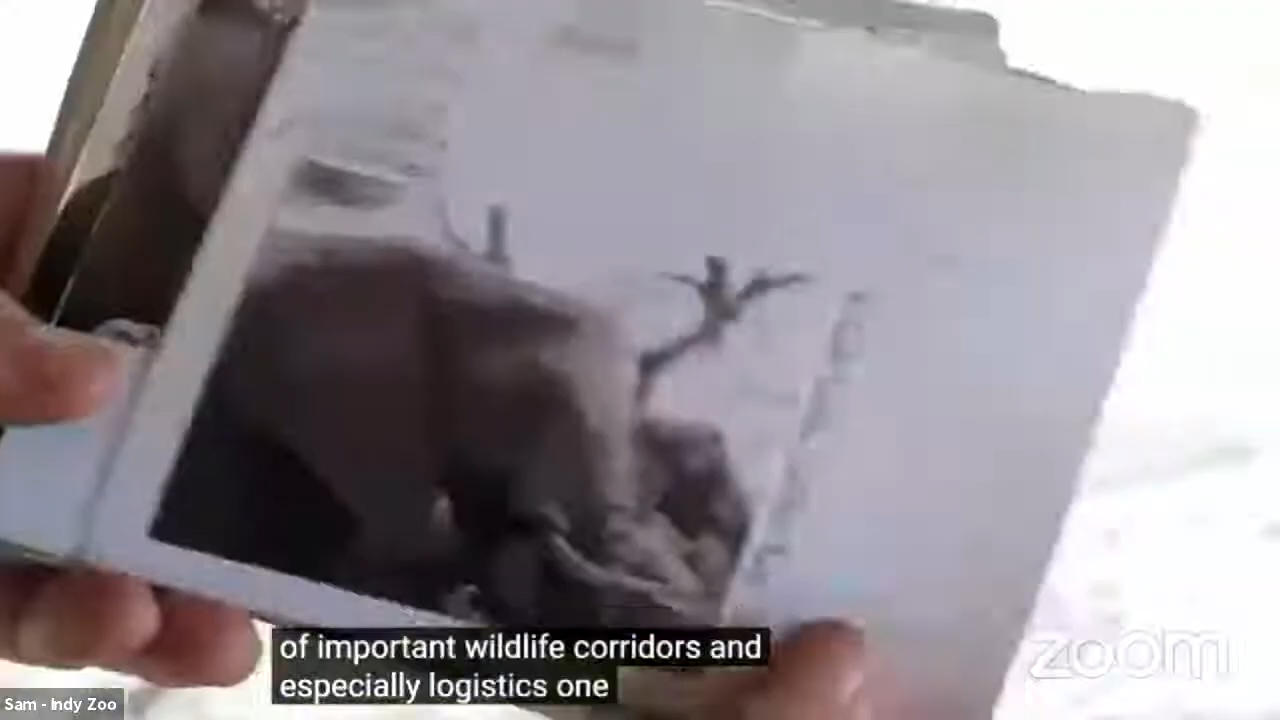 of important wildlife corridors and
especially logistics one
zoom
Sam - Indy Zoo